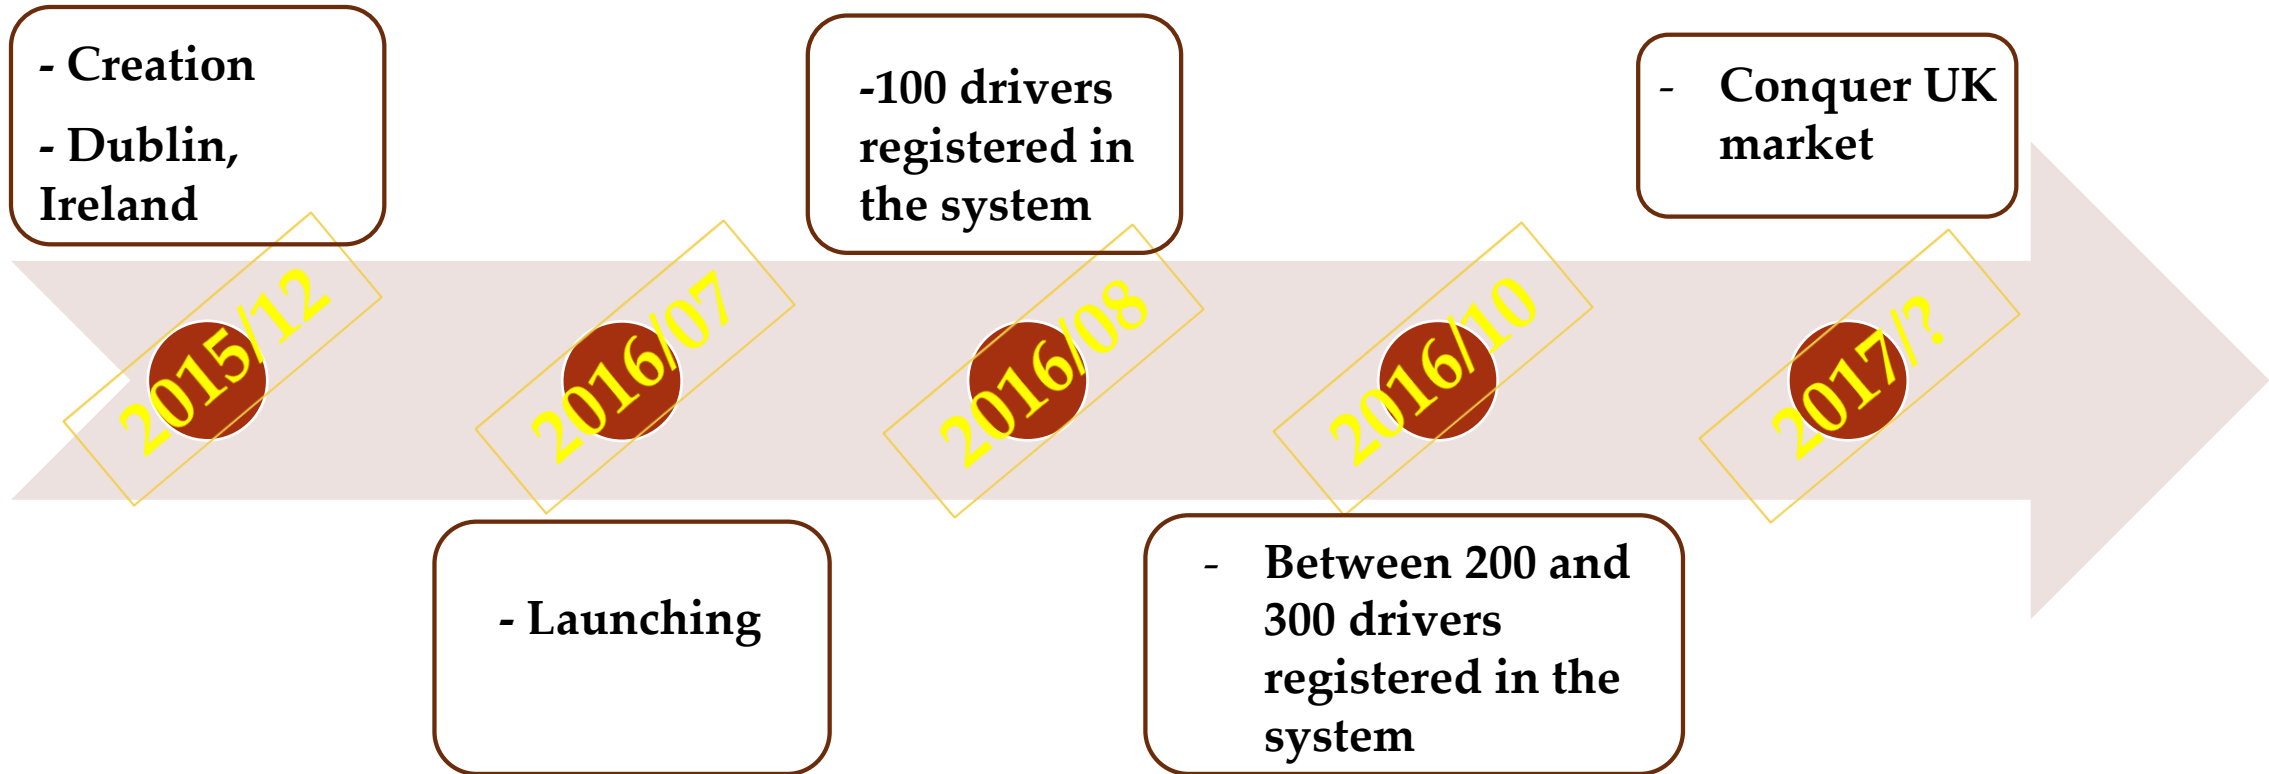 - Creation
- Dublin,
Ireland
2015/12
- Launching
2016/07
-100 drivers
registered in
the system
2016/08
- Between 200 and
300 drivers
registered in the
system
2016/10
- Conquer UK
market
2017/?